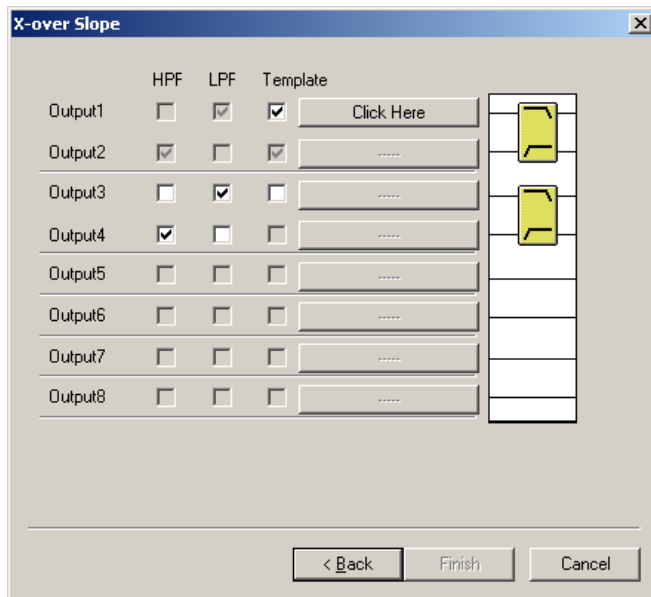 X-over Slope
HPF LPF Template
Output1 Click Here
Output2 -----
Output3 -----
Output4 -----
Output5 -----
Output6 -----
Output7 -----
Output8 -----
< Back Finish Cancel